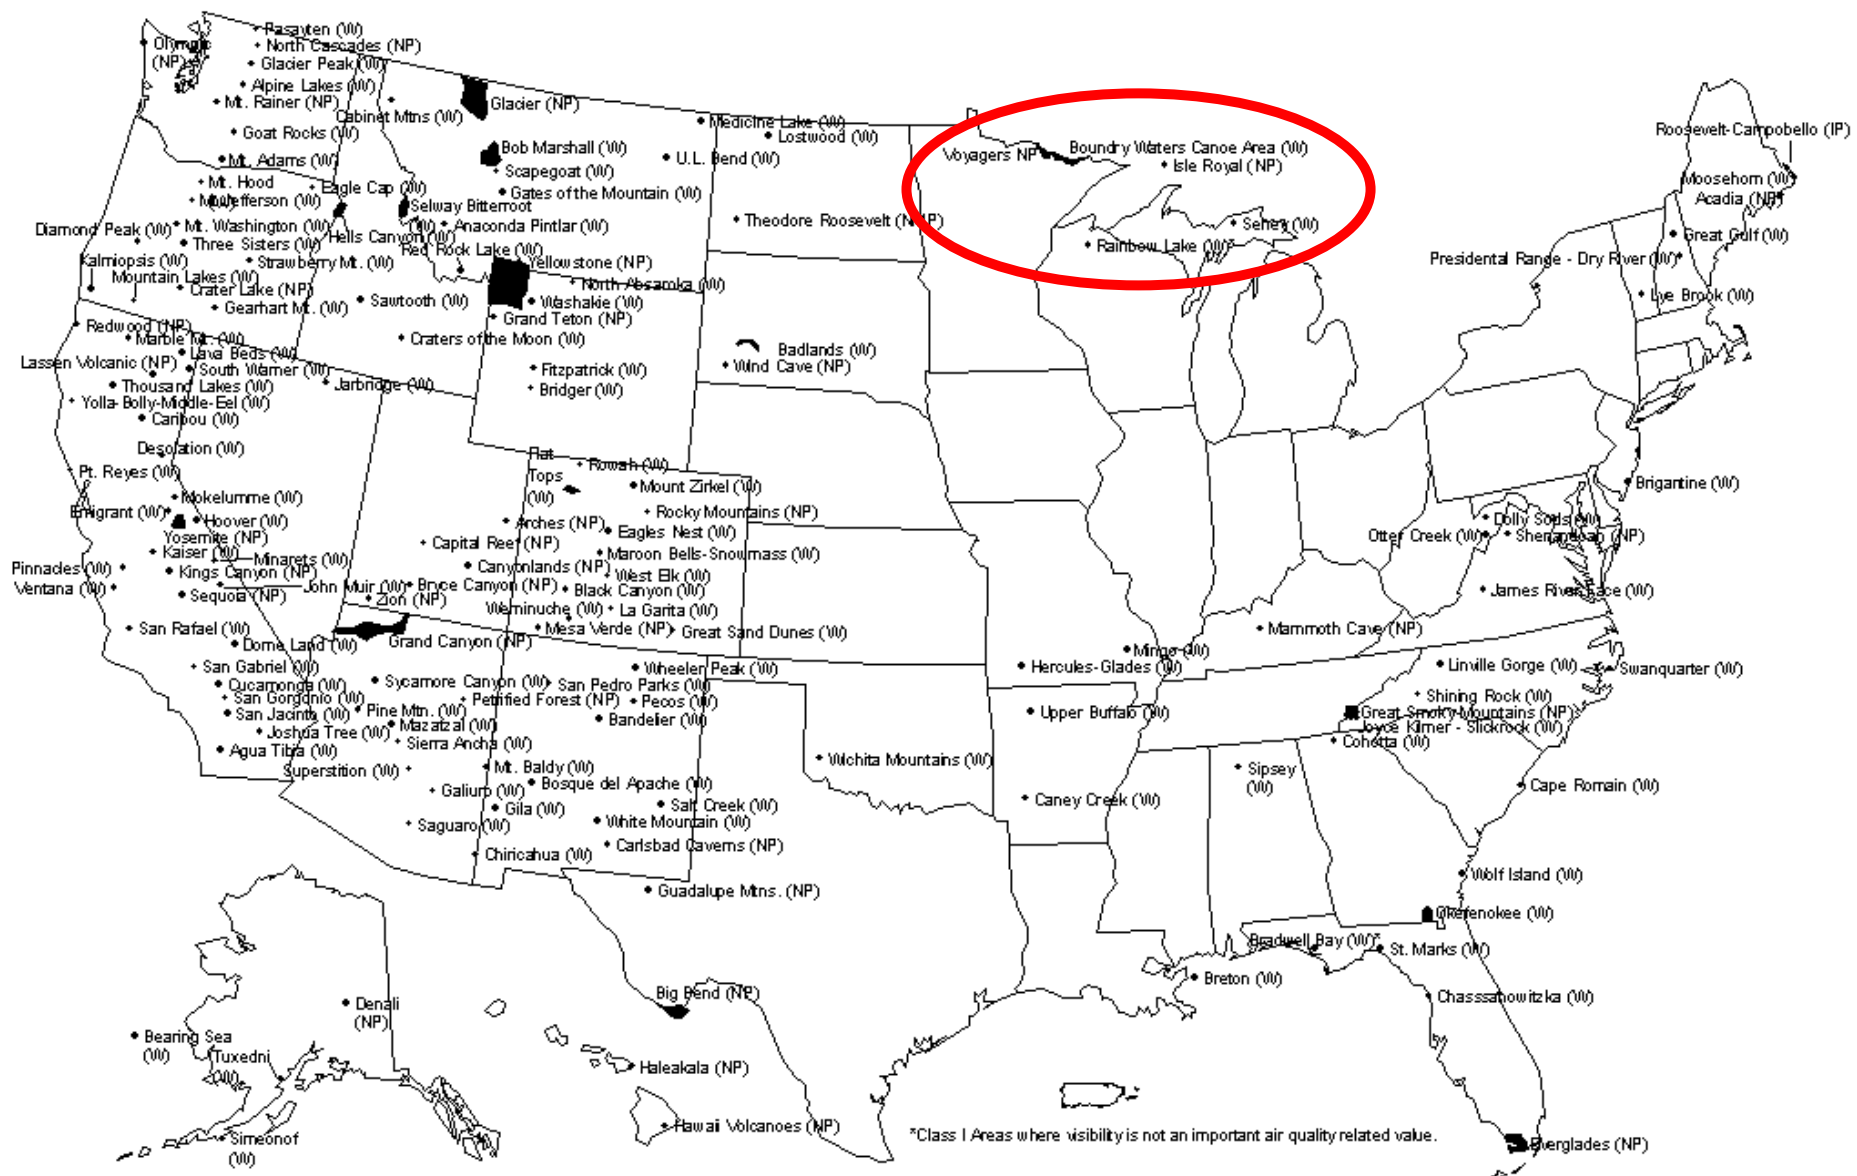 Pasayten (W)
Olympic
(NP)
North Cascades (NP)
Glacier Peak (W)
Alpine Lakes (W)
Mt. Rainer (NP)
Goat Rocks (W)
Mt. Adams (W)
Mt. Hood
Mt. Jefferson (W)
Eagle Cap (W)
Diamond Peak (W)
Mt. Washington (W)
Three Sisters (W)
Strawberry Mt. (W)
Kalmiopsis (W)
Mountain Lakes (W)
Crater Lake (NP)
Gearhart Mt. (W)
Cabinet Mtns (W)
Glacier (NP)
Bob Marshall (W)
Scapegoat (W)
Gates of the Mountain (W)
Selway Bitterroot
(W)
Anaconda Pintlar (W)
Hells Canyon (W)
Red Rock Lake (W)
Yellowstone (NP)
North Absaroka (W)
Washakie (W)
Grand Teton (NP)
Sawtooth (W)
Craters of the Moon (W)
Fitzpatrick (W)
Bridger (W)
Jarbridge (W)
Medicine Lake (W)
Lostwood (W)
U.L. Bend (W)
Theodore Roosevelt (NMP)
Badlands (W)
Wind Cave (NP)
Voyagers NP
Boundry Waters Canoe Area (W)
Isle Royal (NP)
Seney (W)
Rainbow Lake (W)*
Roosevelt-Campobello (IP)
Moosehorn (W)
Acadia (NP)
Great Gulf (W)
Presidental Range - Dry River (W)
Lye Brook (W)
Redwood (NP)
Marble Mt. (W)
Lava Beds (W)
Lassen Volcanic (NP)
South Warner (W)
Thousand Lakes (W)
Yolla-Bolly-Middle-Eel (W)
Caribou (W)
Desolation (W)
Pt. Reyes (W)
Mokelumme (W)
Emigrant (W)
Hoover (W)
Yosemite (NP)
Kaiser (W)
Minarets (W)
Pinnacles (W)
Kings Canyon (NP)
Ventana (W)
John Muir (W)
Sequoia (NP)
San Rafael (W)
Dome Land (W)
San Gabriel (W)
Cucamonga (W)
San Gorgonio (W)
San Jacinto (W)
Joshua Tree (W)
Agua Tibia (W)
Flat
Tops
(W)
Rawah (W)
Mount Zirkel (W)
Rocky Mountains (NP)
Arches (NP)
Eagles Nest (W)
Capital Reef (NP)
Maroon Bells-Snowmass (W)
Canyonlands (NP)
West Elk (W)
Bryce Canyon (NP)
Black Canyon (W)
Zion (NP)
Weminuche (W)
La Garita (W)
Mesa Verde (NP)
Great Sand Dunes (W)
Grand Canyon (NP)
Wheeler Peak (W)
Sycamore Canyon (W)
San Pedro Parks (W)
Petrified Forest (NP)
Pecos (W)
Pine Mtn. (W)
Bandelier (W)
Mazatzal (W)
Sierra Ancha (W)
Superstition (W)
Mt. Baldy (W)
Bosque del Apache (W)
Galiuro (W)
Gila (W)
Salt Creek (W)
Saguaro (W)
White Mountain (W)
Carlsbad Caverns (NP)
Chiricahua (W)
Guadalupe Mtns. (NP)
Big Bend (NP)
Wichita Mountains (W)
Mingo (W)
Hercules-Glades (W)
Upper Buffalo (W)
Caney Creek (W)
Brigantine (W)
Dolly Sods (W)
Otter Creek (W)
Shenandoah (NP)
James River Face (W)
Mammoth Cave (NP)
Linville Gorge (W)
Swanquarter (W)
Shining Rock (W)
Great Smoky Mountains (NP)
Joyce Kilmer - Slickrock (W)
Cohotta (W)
Sipsey
(W)
Cape Romain (W)
Wolf Island (W)
Okefenokee (W)
Bradwell Bay (W)*
St. Marks (W)
Breton (W)
Chasssahowitzka (W)
Everglades (NP)
Denali
(NP)
Bearing Sea
(W)
Tuxedni
(W)
Simeonof
(W)
Haleakala (NP)
Hawaii Volcanoes (NP)
*Class I Areas where visibility is not an important air quality related value.